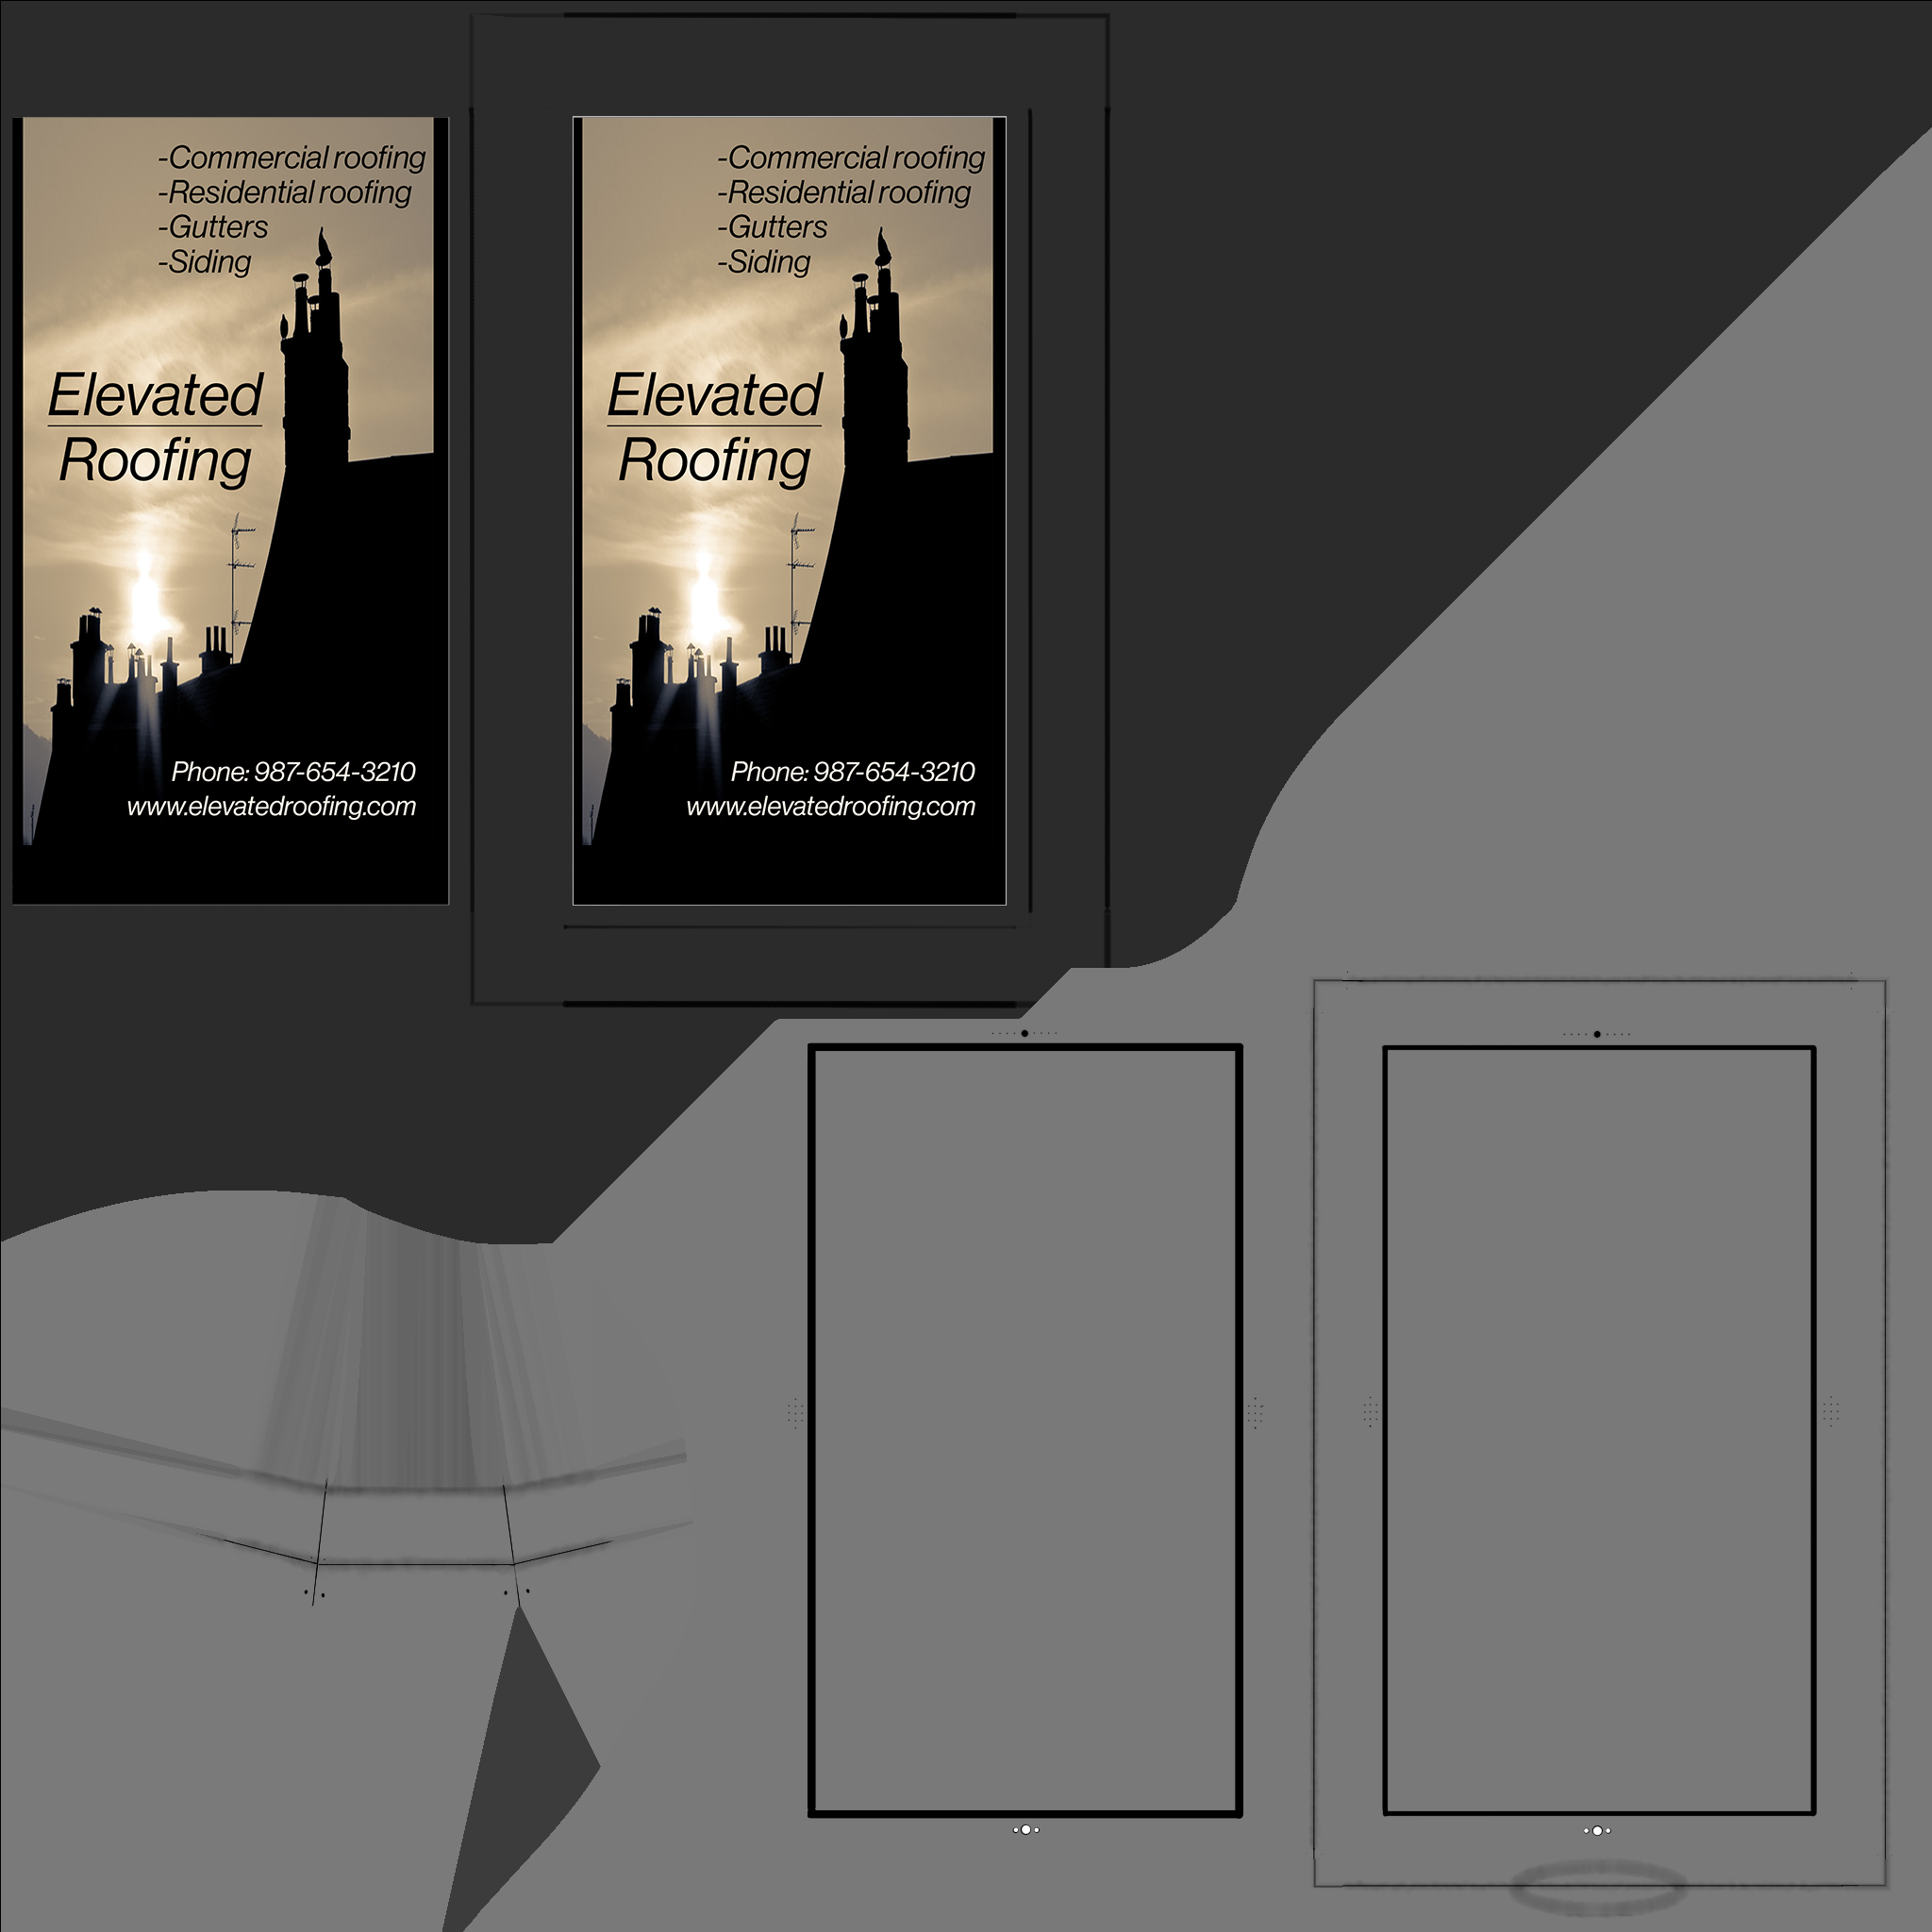 -Commercial roofing
-Residential roofing
-Gutters
-Siding
Elevated
Roofing
Phone: 987-654-3210
www.elevatedroofing.com
-Commercial roofing
-Residential roofing
-Gutters
-Siding
Elevated
Roofing
Phone: 987-654-3210
www.elevatedroofing.com